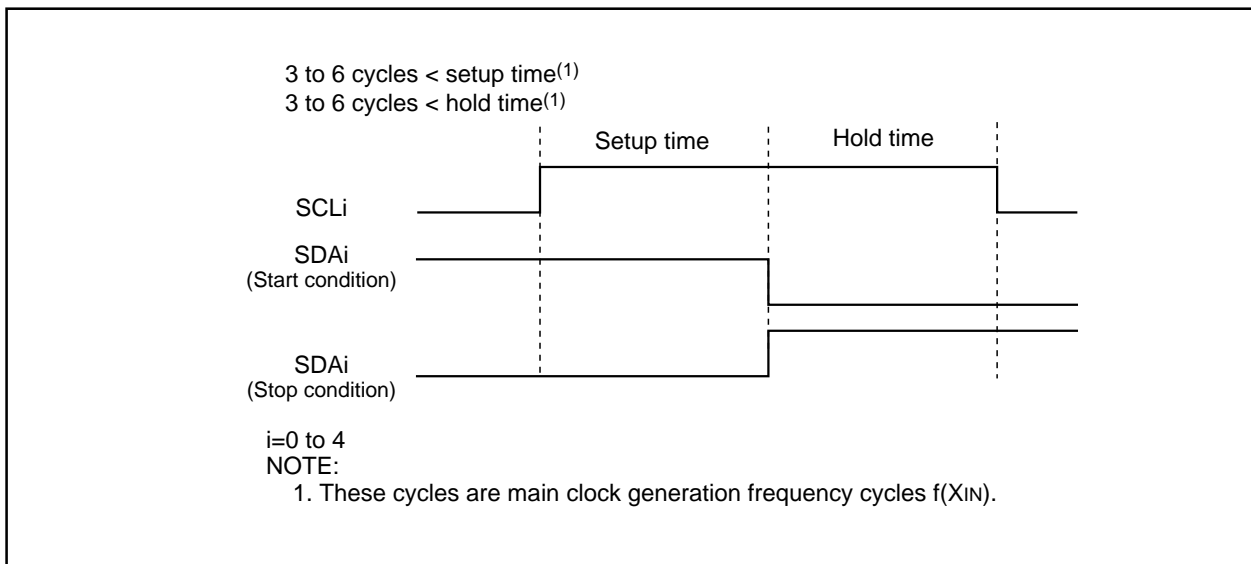 3 to 6 cycles < setup time(1)
3 to 6 cycles < hold time(1)
Setup time
Hold time
SCLi
SDAi
(Start condition)
SDAi
(Stop condition)
i=0 to 4
NOTE:
1. These cycles are main clock generation frequency cycles f(XIN).